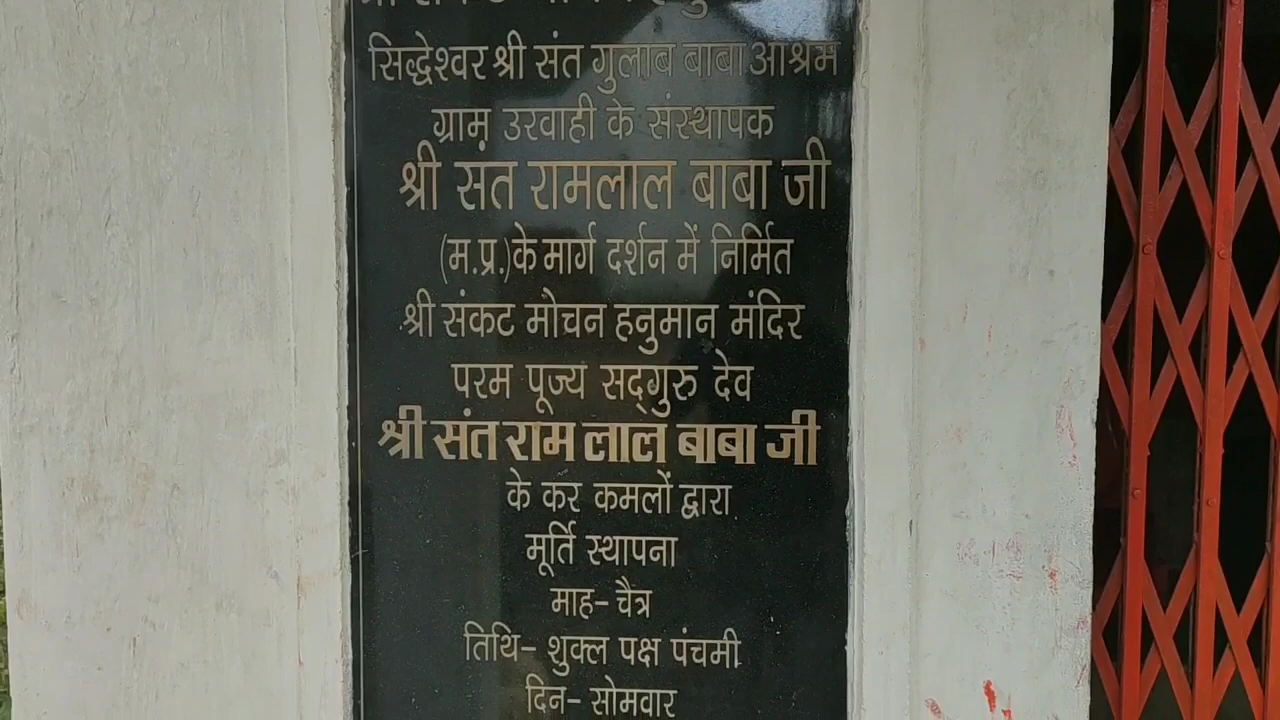 सिद्धेश्वर श्री संत गुलाब बाबा आश्रम
ग्राम उरवाही के संस्थापक
श्री संत रामलाल बाबा जी
(म.प्र.)के मार्ग दर्शन में निर्मित
श्री संकट मोचन हनुमान मंदिर
परम पूज्य सद्गुरु देव
श्री संत राम लाल बाबा जी
के कर कमलों द्वारा
मूर्ति स्थापना
माह- चैत्र
तिथि- शुक्ल पक्ष पंचमी
दिन- सोमवार